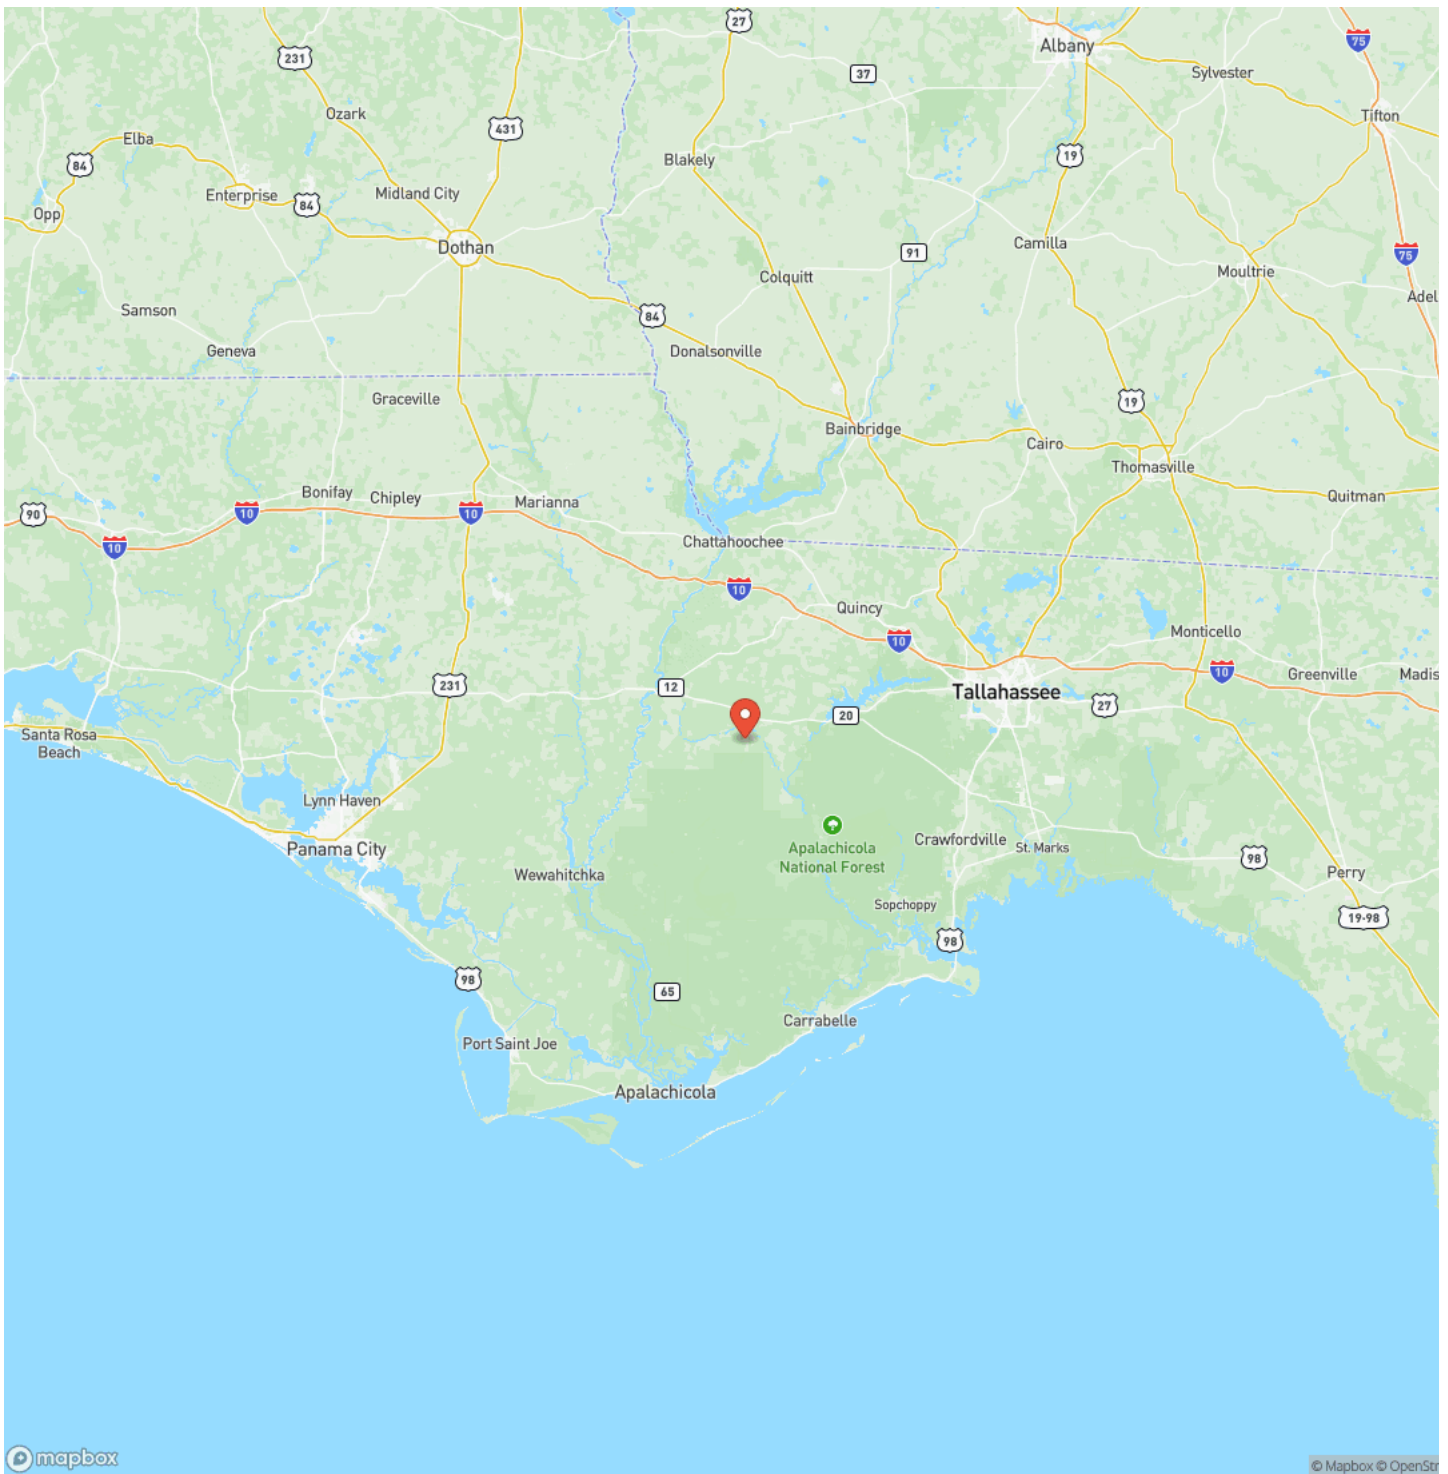 27
Albany
75
231
37
Sylvester
Ozark
Tifton
431
Elba
19
84
Blakely
Enterprise
Midland City
84
Opp
Dothan
Camilla
91
75
Moultrie
Colquitt
Adel
Samson
84
Geneva
Donalsonville
Graceville
19
Bainbridge
Cairo
Thomasville
Bonifay
Chipley
Marianna
Quitman
90
10
10
10
Chattahoochee
10
Quincy
10
Monticello
10
Greenville
Madis
12
231
Tallahassee
27
20
Santa Rosa
Beach
Lynn Haven
Panama City
Apalachicola
National Forest
Crawfordville
St. Marks
98
Wewahitchka
Perry
Sopchoppy
19-98
98
98
65
Carrabelle
Port Saint Joe
Apalachicola
mapbox
© Mapbox © OpenStr